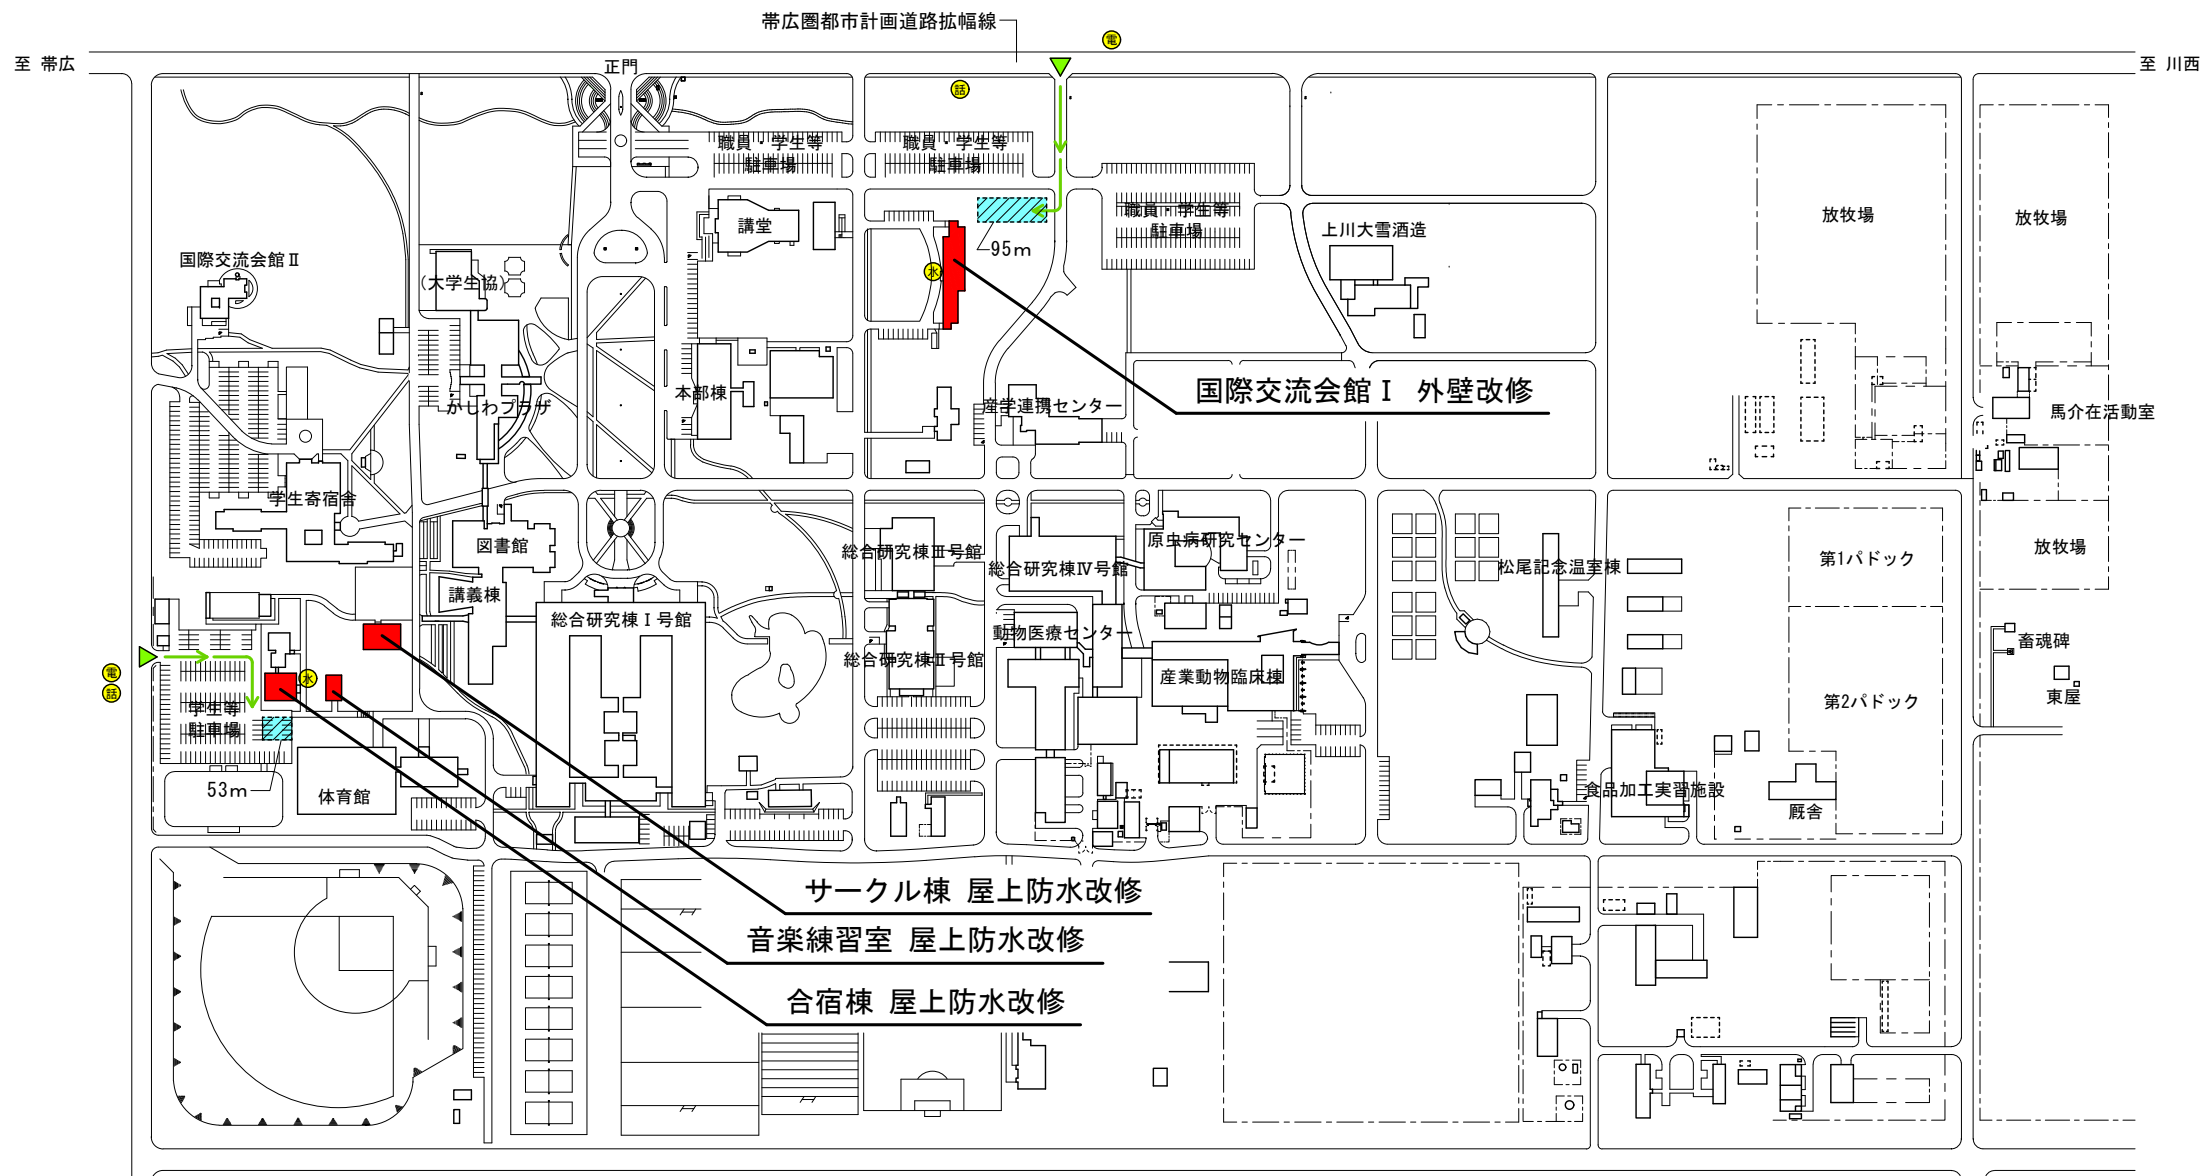 帯広圏都市計画道路拡幅線
電
至 帯広
正門
至 川西
話
職員・学生等
駐車場
職員・学生等
駐車場
職員・学生等
駐車場
講堂
95m
上川大雪酒造
放牧場
放牧場
国際交流会館Ⅱ
(大学生協)
水
国際交流会館Ⅰ 外壁改修
本部棟
かしわプラザ
産学連携センター
馬介在活動室
学生寄宿舎
図書館
総合研究棟Ⅲ号館
総合研究棟Ⅳ号館
原虫病研究センター
松尾記念温室棟
第1パドック
放牧場
講義棟
総合研究棟Ⅰ号館
動物医療センター
畜魂碑
総合研究棟Ⅱ号館
産業動物臨床棟
電
話
水
東屋
第2パドック
学生等
駐車場
53m
体育館
食品加工実習施設
厩舎
サークル棟 屋上防水改修
音楽練習室 屋上防水改修
合宿棟 屋上防水改修